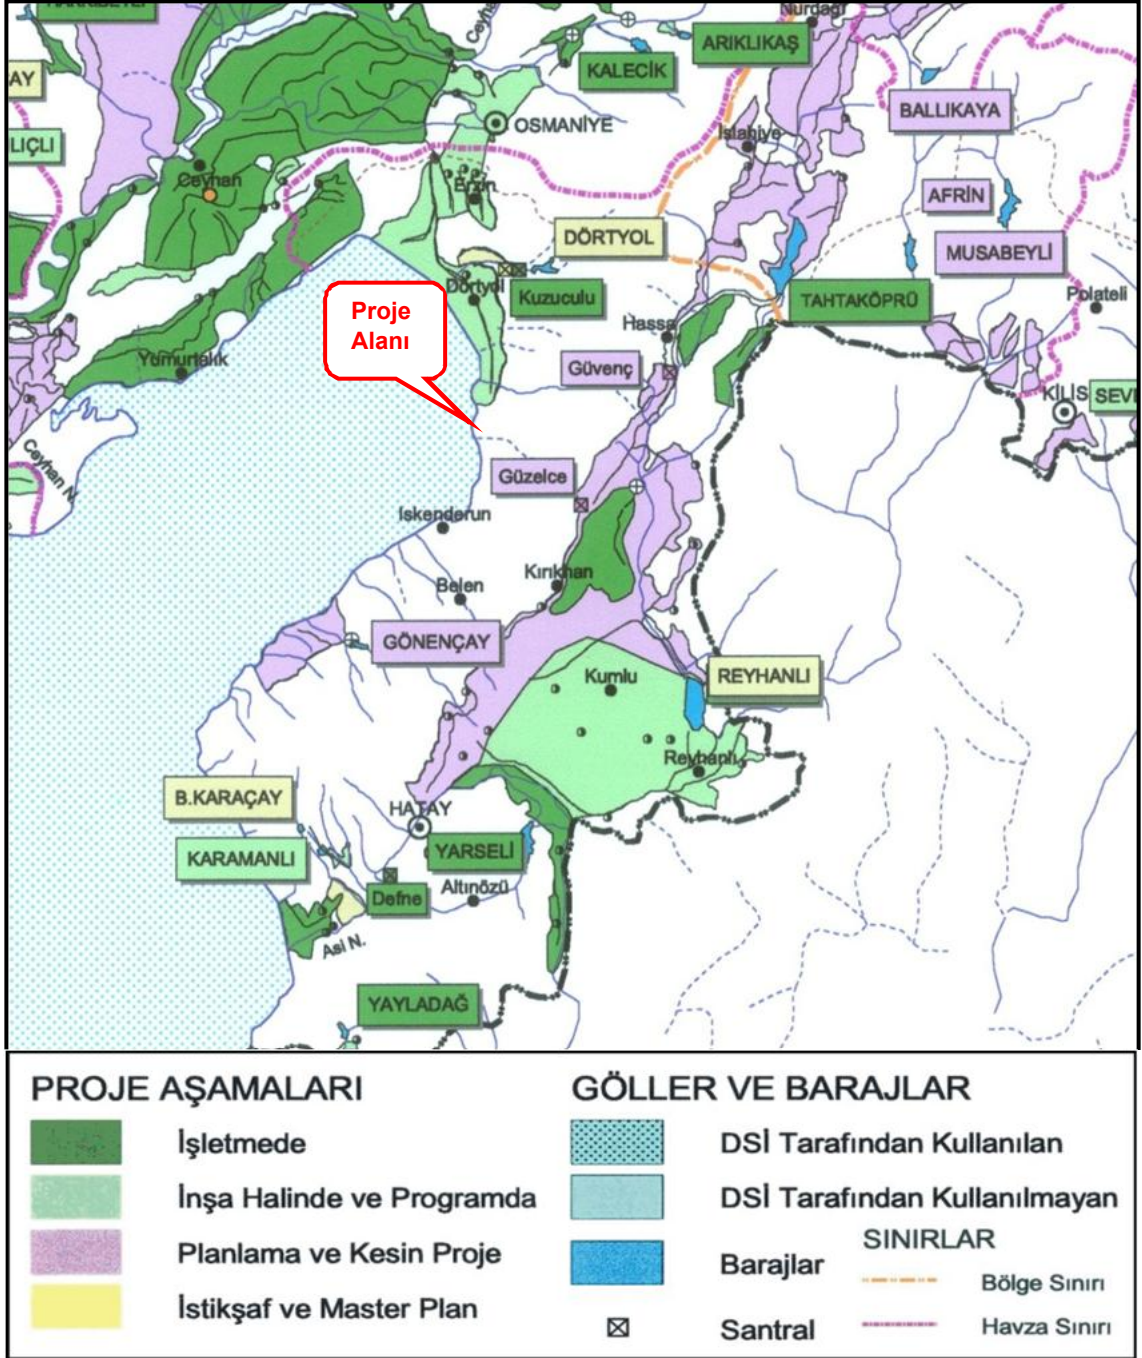 Nurdağı
ARIKLIKAŞ
KALECİK
AY
BALLIKAYA
OSMANİYE
İslahiye
LIÇLI
Ceyhan
Erzin
AFRİN
DÖRTYOL
MUSABEYLİ
Dörtyol
Kuzuculu
TAHTAKÖPRÜ
Polateli
Proje
Alanı
Hassa
Yumurtalık
Güvenç
KİLİS
SEVE
Ceyhan N.
Güzelce
İskenderun
Kırıkhan
Belen
GÖNENÇAY
Kumlu
REYHANLI
Reyhanlı
B.KARAÇAY
HATAY
YARSELİ
KARAMANLI
Altınözü
Defne
Asi N.
YAYLADAĞ
PROJE AŞAMALARI
İşletmede
İnşa Halinde ve Programda
Planlama ve Kesin Proje
İstikşaf ve Master Plan
GÖLLER VE BARAJLAR
DSİ Tarafından Kullanılan
DSİ Tarafından Kullanılmayan
Barajlar
Santral
SINIRLAR
Bölge Sınırı
Havza Sınırı